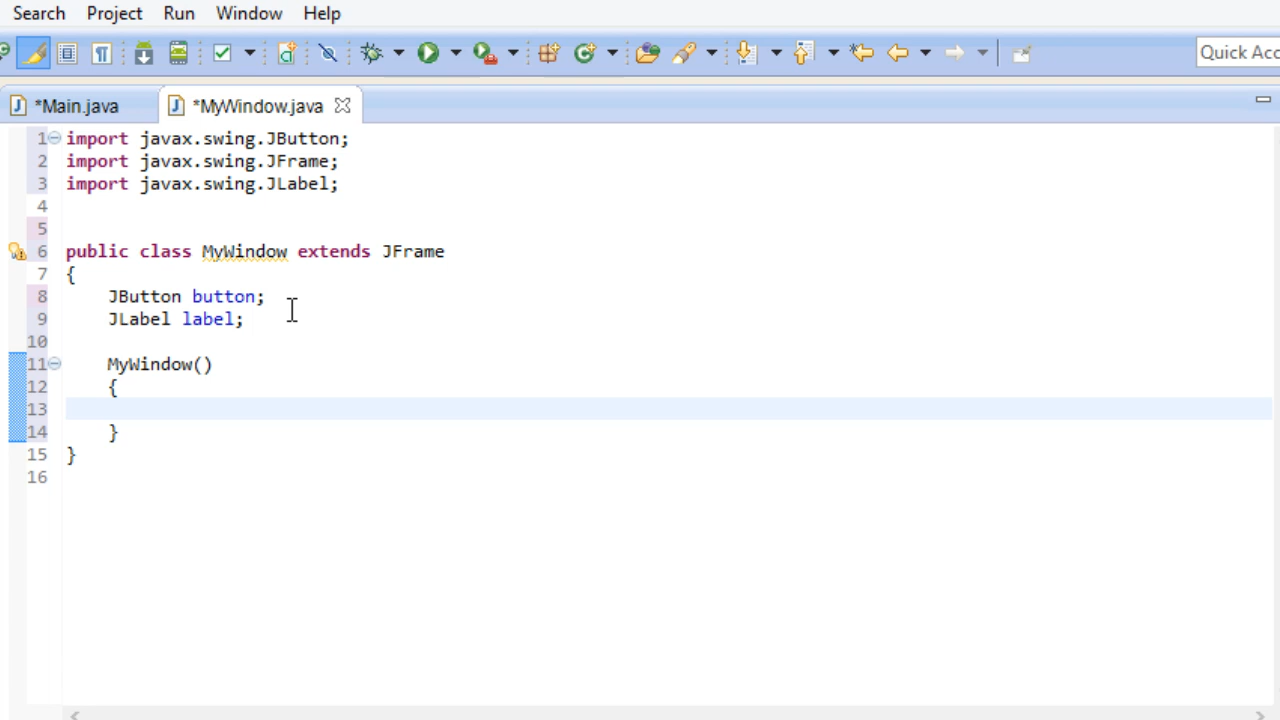 Search Project Run Window Help
Quick Acc
*Main.java *MyWindow.java
1 import javax.swing.JButton;
2 import javax.swing.JFrame;
3 import javax.swing.JLabel;
4
5
6 public class MyWindow extends JFrame
7 {
8 JButton button;
9 JLabel label;
10
11 MyWindow()
12 {
13
14 }
15 }
16